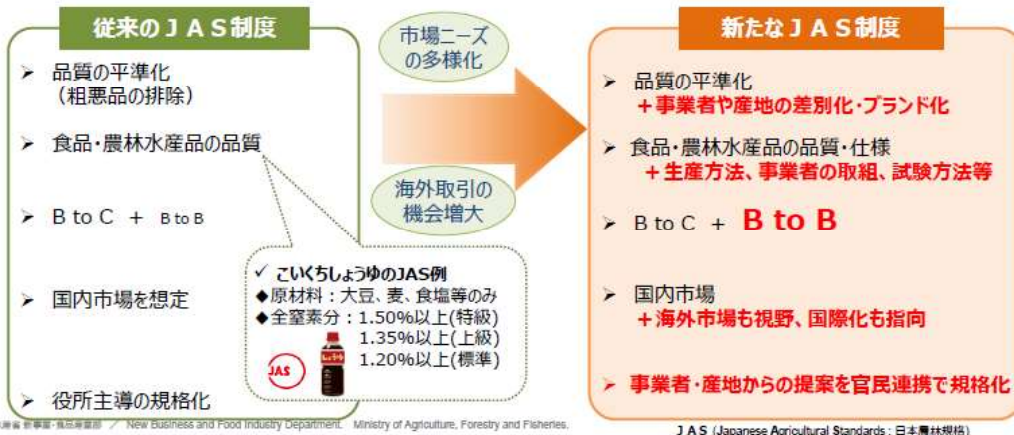 従来のＪＡＳ制度
➢ 品質の平準化
（粗悪品の排除）
➢ 食品・農林水産品の品質
➢ B to C + B to B
➢ 国内市場を想定
➢ 役所主導の規格化
✓ こいくちしょうゆのJAS例
◆原材料：大豆、麦、食塩等のみ
◆全窒素分：1.50%以上(特級)
1.35%以上(上級)
1.20%以上(標準)
JAS
しょうゆ
市場ニーズ
の多様化
海外取引の
機会増大
新たなＪＡＳ制度
➢ 品質の平準化
＋事業者や産地の差別化・ブランド化
➢ 食品・農林水産品の品質・仕様
＋生産方法、事業者の取組、試験方法等
➢ B to C + B to B
➢ 国内市場
＋海外市場も視野、国際化も指向
➢ 事業者・産地からの提案を官民連携で規格化
新事業・食品産業部 ／ New Business and Food Industry Department. Ministry of Agriculture, Forestry and Fisheries.
ＪＡＳ (Japanese Agricultural Standards：日本農林規格)